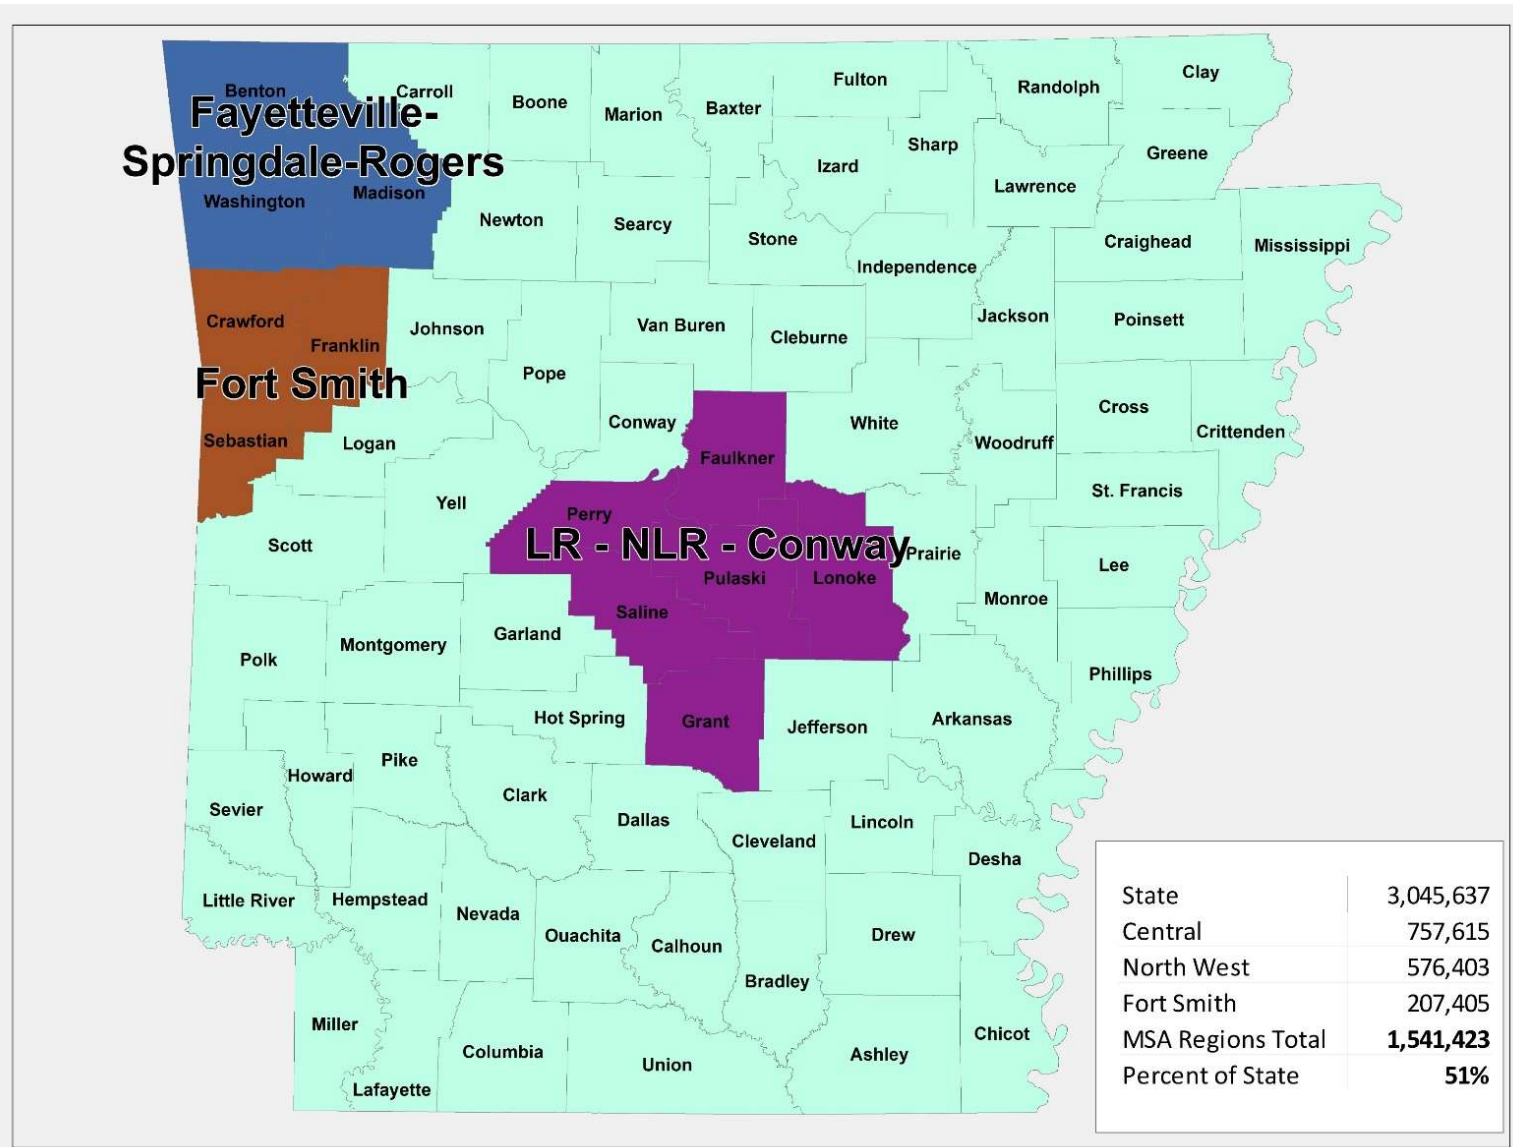 Clay
Fulton
Randolph
Benton
Carroll
Boone
Marion
Baxter
Fayetteville-
Springdale-Rogers
Sharp
Greene
Izard
Lawrence
Washington
Madison
Newton
Searcy
Stone
Craighead
Mississippi
Independence
Crawford
Franklin
Johnson
Van Buren
Cleburne
Jackson
Poinsett
Fort Smith
Pope
Conway
White
Cross
Crittenden
Sebastian
Logan
Faulkner
Woodruff
Yell
St. Francis
Perry
LR - NLR - Conway
Scott
Prairie
Lee
Pulaski
Lonoke
Monroe
Saline
Garland
Montgomery
Polk
Phillips
Hot Spring
Grant
Jefferson
Arkansas
Pike
Howard
Clark
Sevier
Dallas
Lincoln
Cleveland
Desha
Little River
Hempstead
Nevada
Ouachita
Calhoun
Drew
Bradley
Miller
Chicot
Columbia
Union
Ashley
Lafayette
State 3,045,637
Central 757,615
North West 576,403
Fort Smith 207,405
MSA Regions Total 1,541,423
Percent of State 51%